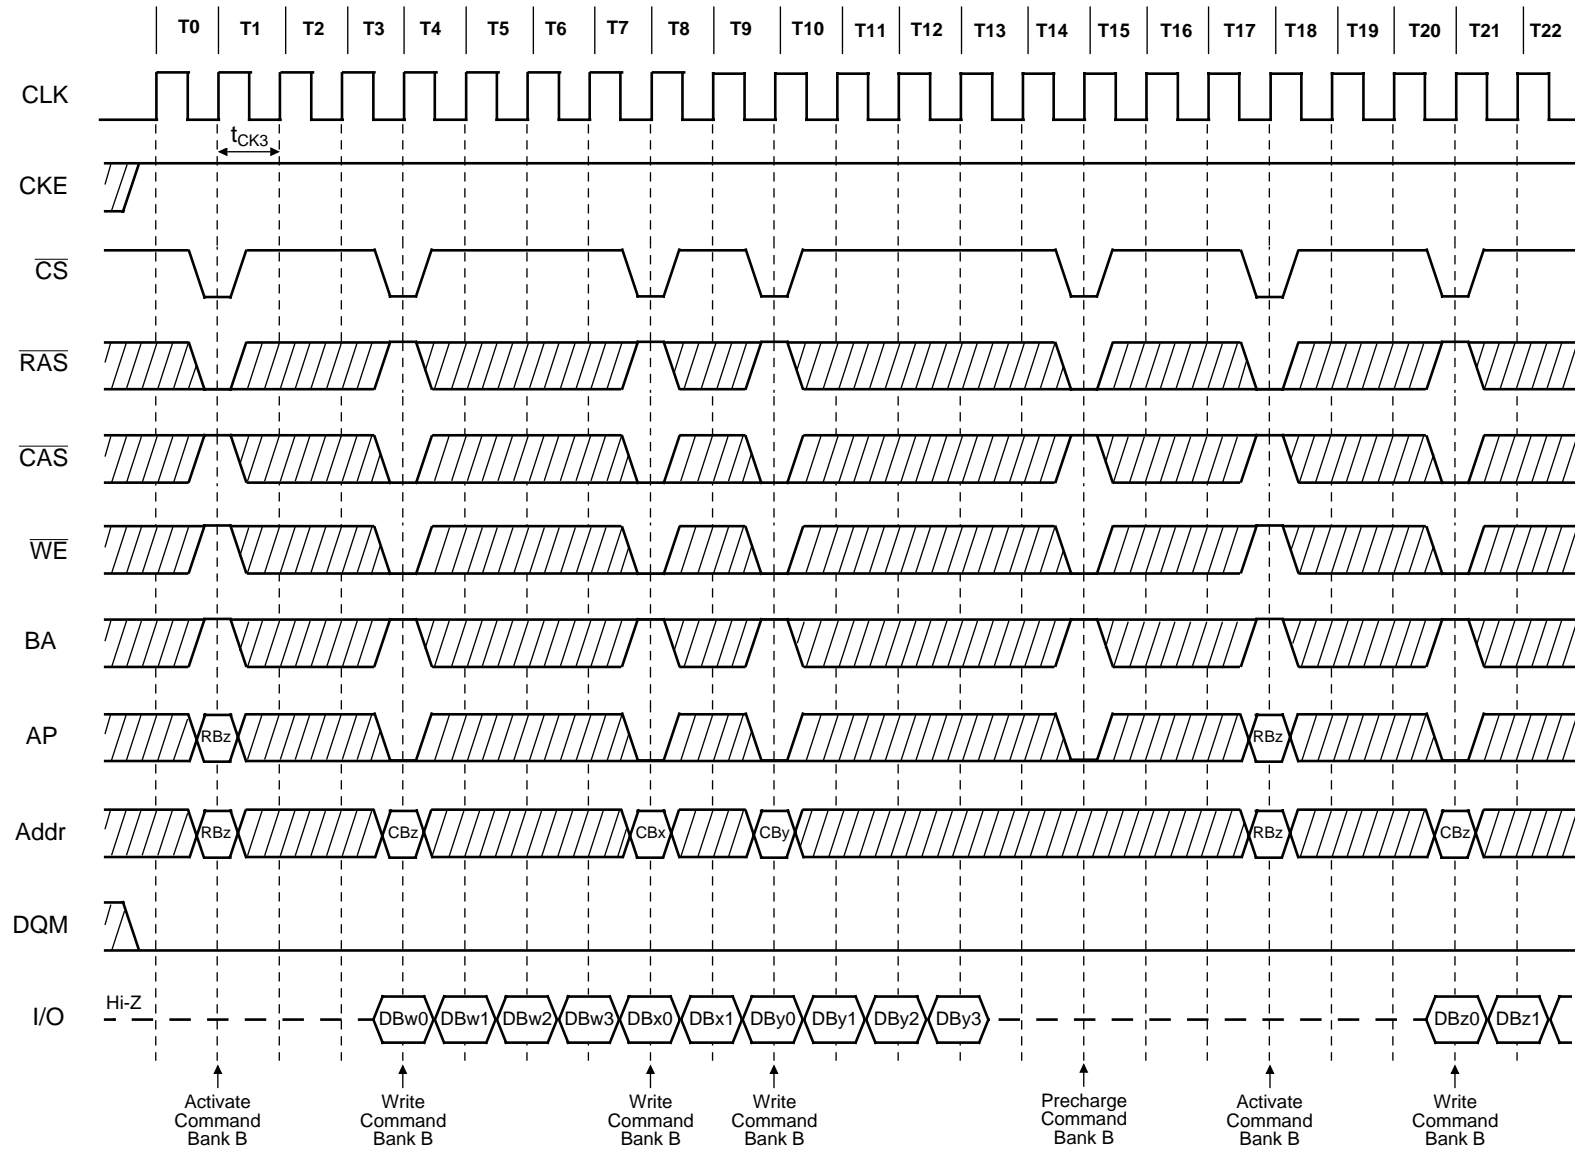 T0 T1 T2 T3 T4 T5 T6 T7 T8 T9 T10 T11 T12 T13 T14 T15 T16 T17 T18 T19 T20 T21 T22
CLK
tCK3
CKE
CS
RAS
CAS
WE
BA
AP RBz RBz
Addr RBz CBz CBx CBy RBz CBz
DQM
I/O Hi-Z DBw0 DBw1 DBw2 DBw3 DBx0 DBx1 DBy0 DBy1 DBy2 DBy3 DBz0 DBz1
Activate
Command
Bank B
Write
Command
Bank B
Write
Command
Bank B
Write
Command
Bank B
Precharge
Command
Bank B
Activate
Command
Bank B
Write
Command
Bank B